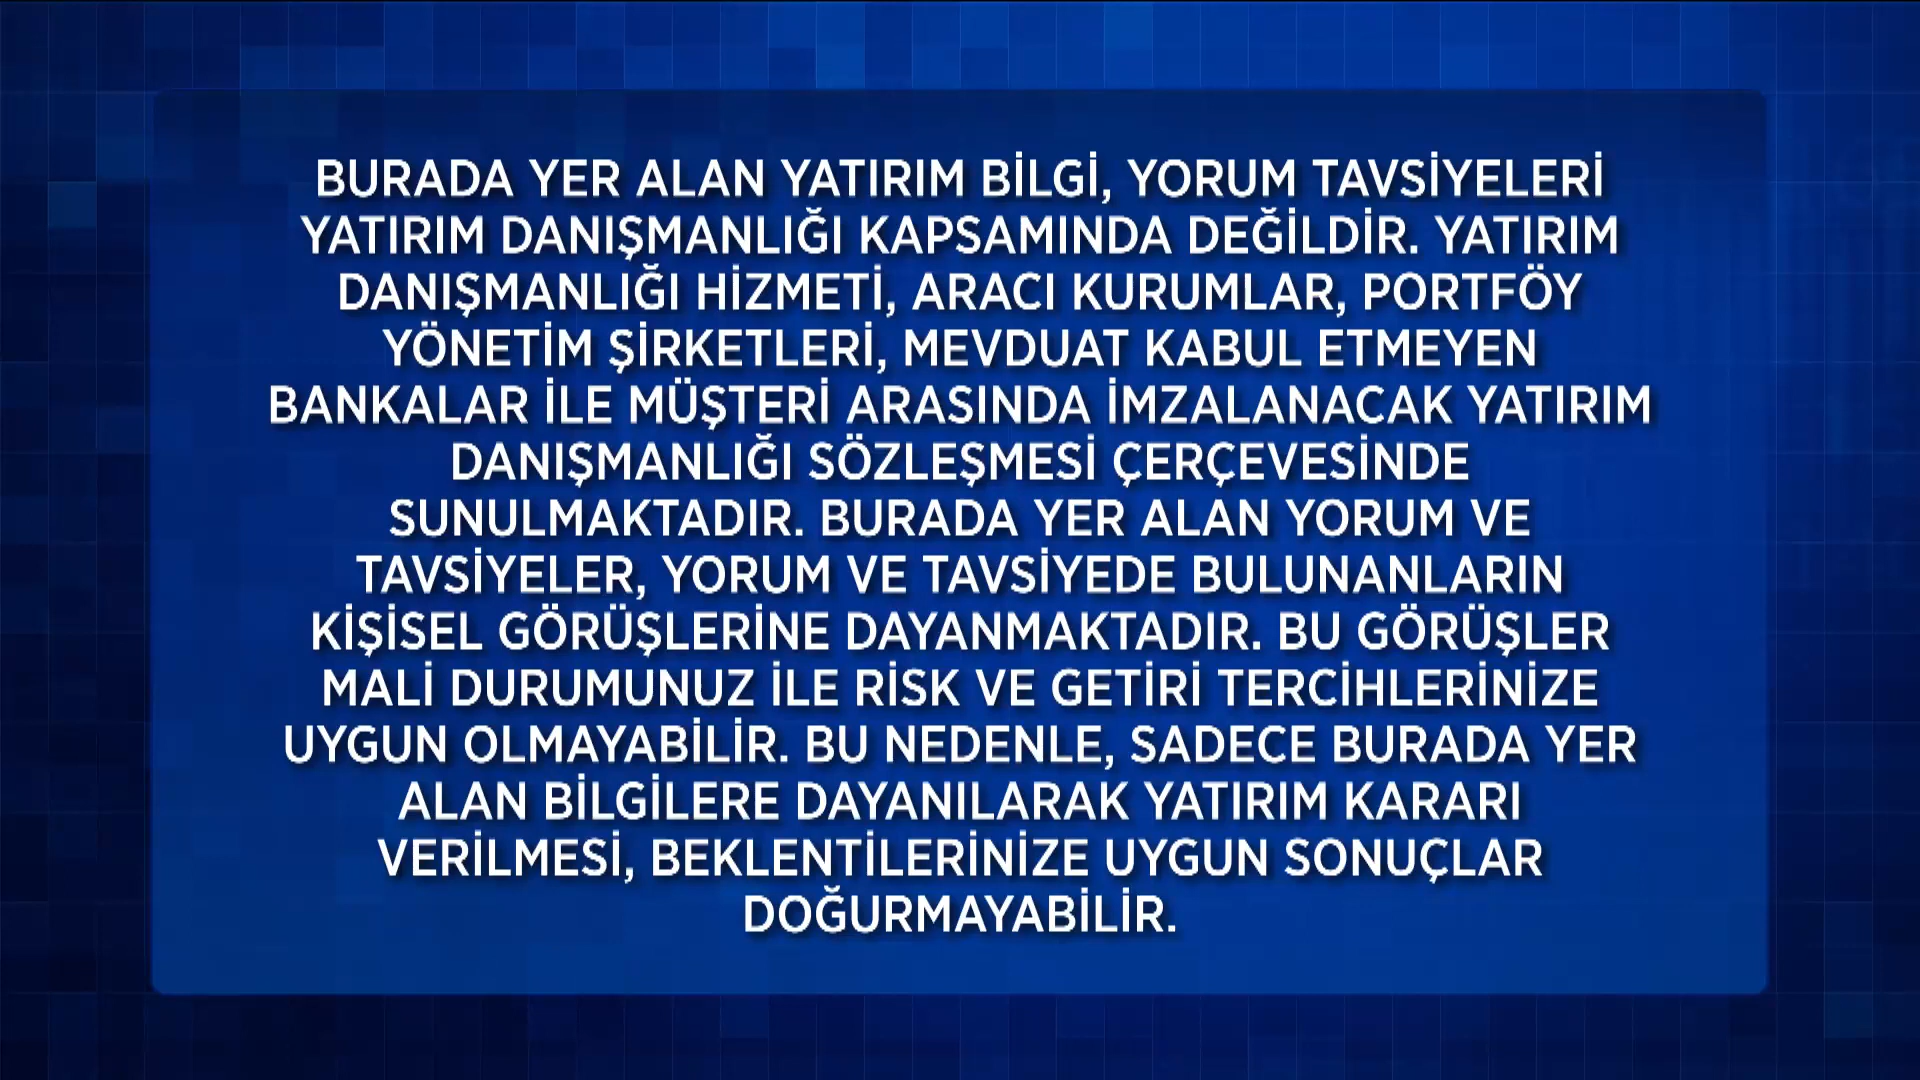 BURADA YER ALAN YATIRIM BİLGİ, YORUM TAVSİYELERİ
YATIRIM DANIŞMANLIĞI KAPSAMINDA DEĞİLDİR. YATIRIM
DANIŞMANLIĞI HİZMETİ, ARACI KURUMLAR, PORTFÖY
YÖNETİM ŞİRKETLERİ, MEVDUAT KABUL ETMEYEN
BANKALAR İLE MÜŞTERİ ARASINDA İMZALANACAK YATIRIM
DANIŞMANLIĞI SÖZLEŞMESİ ÇERÇEVESİNDE
SUNULMAKTADIR. BURADA YER ALAN YORUM VE
TAVSİYELER, YORUM VE TAVSİYEDE BULUNANLARIN
KİŞİSEL GÖRÜŞLERİNE DAYANMAKTADIR. BU GÖRÜŞLER
MALİ DURUMUNUZ İLE RİSK VE GETİRİ TERCİHLERİNİZE
UYGUN OLMAYABİLİR. BU NEDENLE, SADECE BURADA YER
ALAN BİLGİLERE DAYANILARAK YATIRIM KARARI
VERİLMESİ, BEKLENTİLERİNİZE UYGUN SONUÇLAR
DOĞURMAYABİLİR.